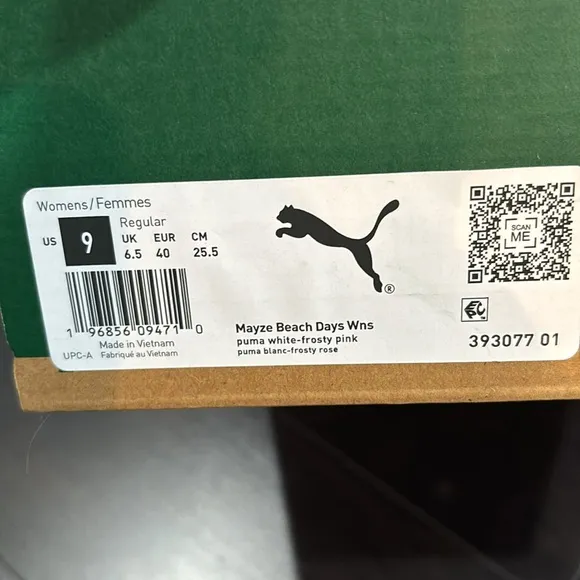 Womens/Femmes
Regular
US 9 UK EUR CM
6.5 40 25.5
1 96856 09471 0
Made in Vietnam
UPC-A Fabriqué au Vietnam
®
Mayze Beach Days Wns
puma white-frosty pink
puma blanc-frosty rose
SCAN
ME
393077 01